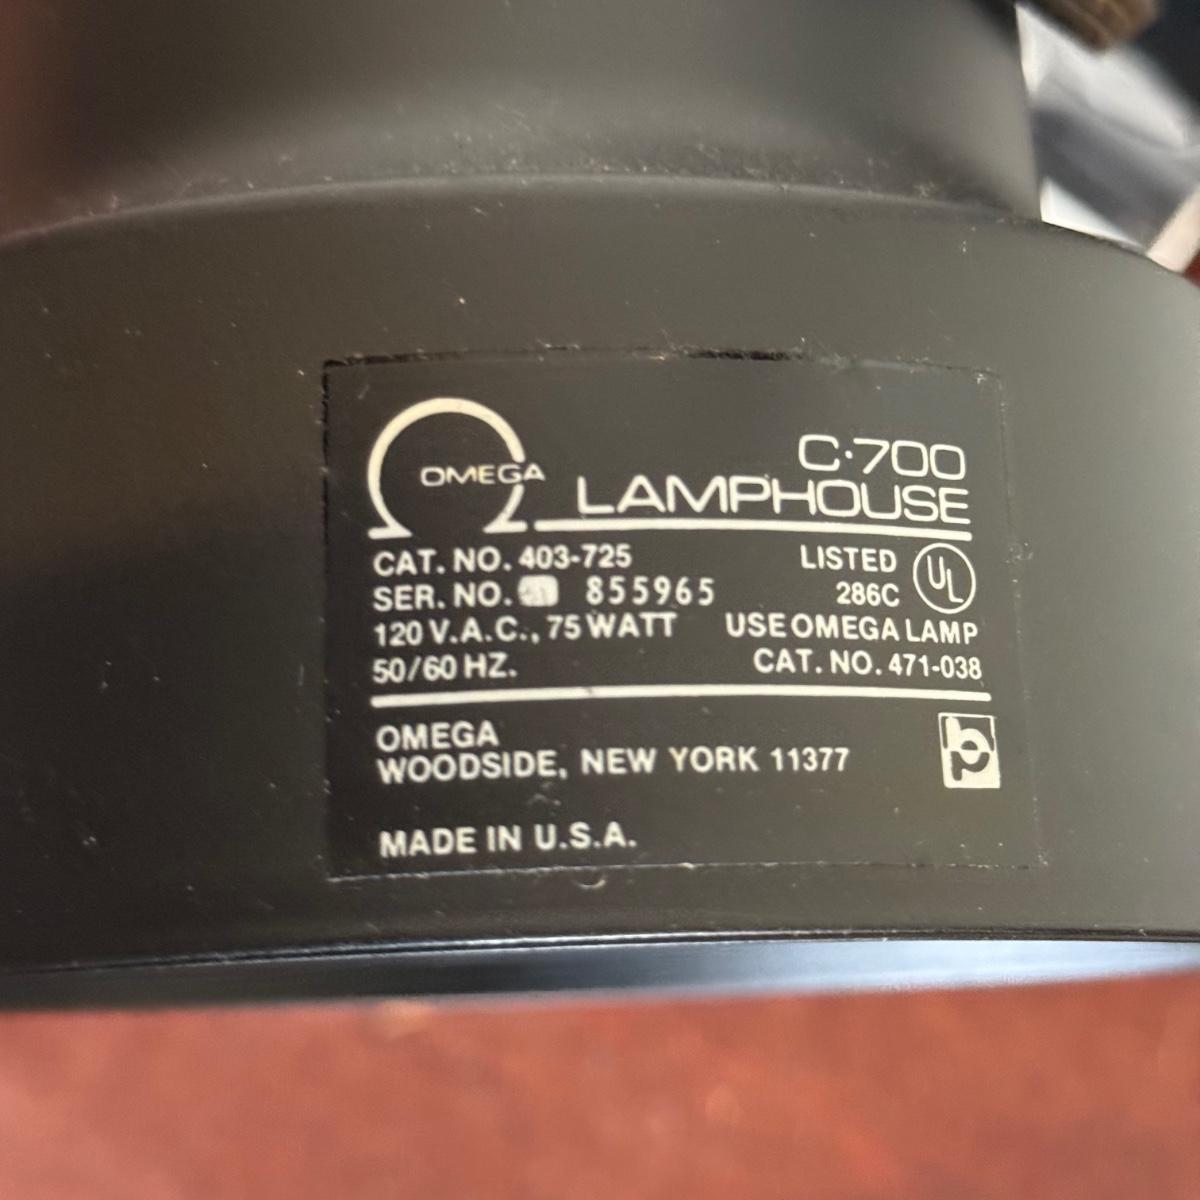 OMEGA
C·700
LAMPHOUSE
CAT. NO. 403-725
SER. NO. 855965
120 V.A.C., 75 WATT
50/60 HZ.
LISTED
286C
UL
USE OMEGA LAMP
CAT. NO. 471-038
OMEGA
WOODSIDE, NEW YORK 11377
MADE IN U.S.A.